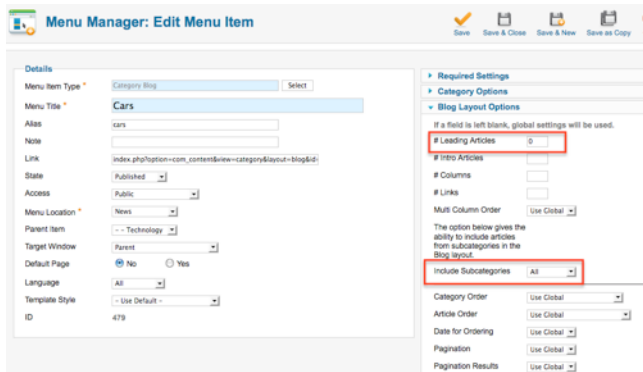 Menu Manager: Edit Menu Item
Save Save & Close Save & New Save as Copy
Details
Menu Item Type * Category Blog Select
Menu Title * Cars
Alias cars
Note
Link index.php?option=com_content&view=category&layout=blog&id=
State Published
Access Public
Menu Location * News
Parent Item - - Technology
Target Window Parent
Default Page No Yes
Language All
Template Style - Use Default -
ID 479
Required Settings
Category Options
Blog Layout Options
If a field is left blank, global settings will be used.
# Leading Articles 0
# Intro Articles
# Columns
# Links
Multi Column Order Use Global
The option below gives the
ability to include articles
from subcategories in the
Blog layout.
Include Subcategories All
Category Order Use Global
Article Order Use Global
Date for Ordering Use Global
Pagination Use Global
Pagination Results Use Global